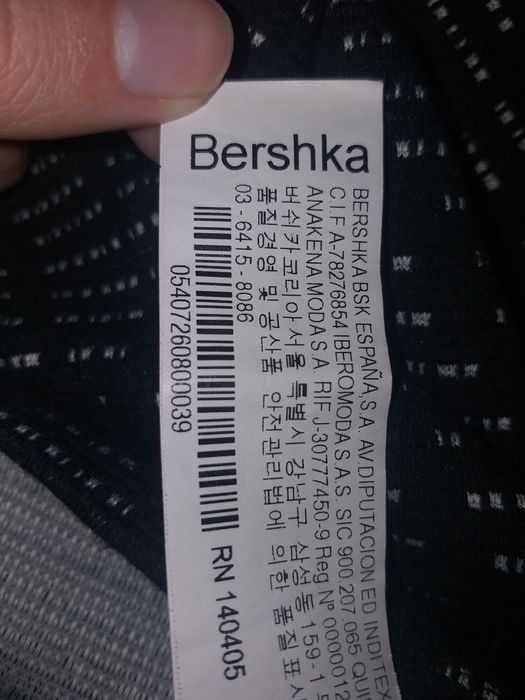 Bershka
BERSHKA BSK ESPAÑA,S.A. AV.DIPUTACION ED. INDITEX
C.I.F A-78276854 IBEROMODA S.A.S. SIC 900.207.065 QUI
ANAKENA MODA S.A. RIF J-30777450-9 Reg Nº 000001
버쉬카 코리아 서울 특별시 강남구 삼성동 159-1
품질경영 및 공산품 안전관리법에 의한 품질표시
03 - 6415 - 8086
05407260800039
RN 140405